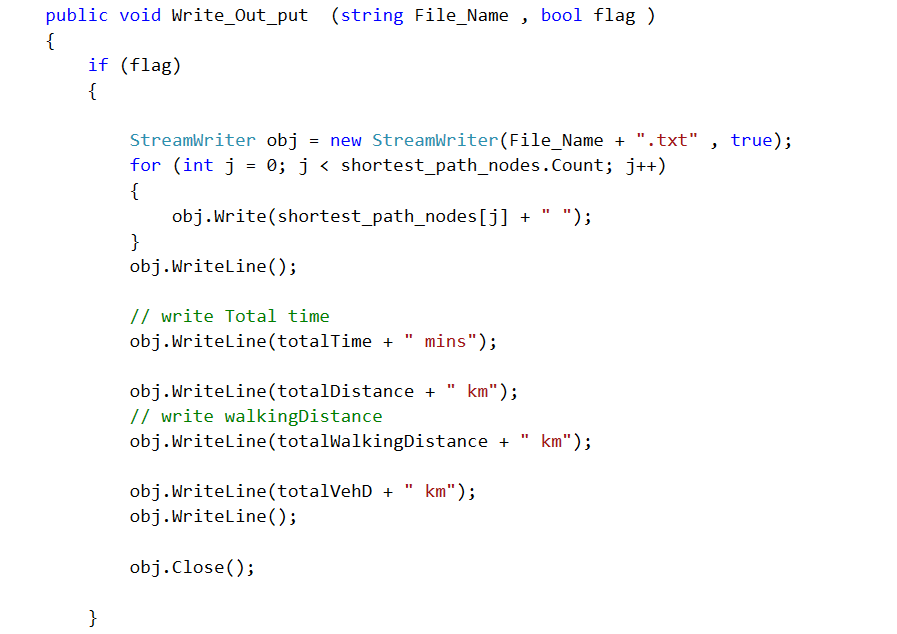 public void Write_Out_put  (string File_Name , bool flag )
{
    if (flag)
    {
        StreamWriter obj = new StreamWriter(File_Name + ".txt" , true);
        for (int j = 0; j < shortest_path_nodes.Count; j++)
        {
            obj.Write(shortest_path_nodes[j] + " ");
        }
        obj.WriteLine();
        // write Total time
        obj.WriteLine(totalTime + " mins");
        obj.WriteLine(totalDistance + " km");
        // write walkingDistance
        obj.WriteLine(totalWalkingDistance + " km");
        obj.WriteLine(totalVehD + " km");
        obj.WriteLine();
        obj.Close();
    }